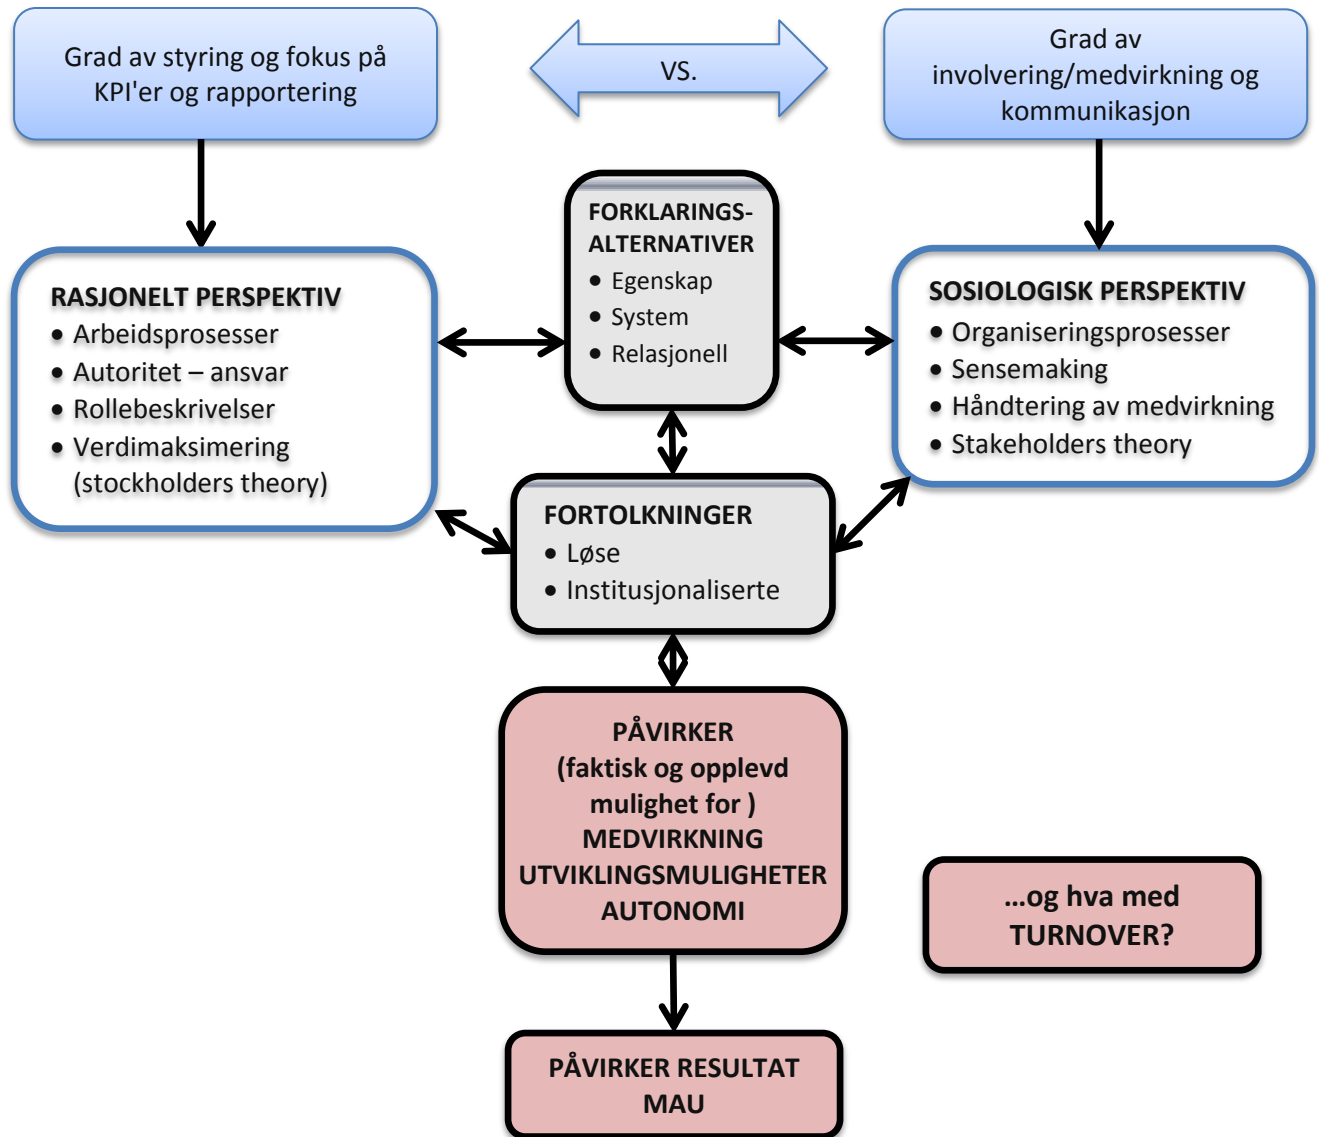 Grad av styring og fokus på
KPI'er og rapportering
VS.
Grad av
involvering/medvirkning og
kommunikasjon
FORKLARINGS-
ALTERNATIVER
• Egenskap
• System
• Relasjonell
RASJONELT PERSPEKTIV
• Arbeidsprosesser
• Autoritet – ansvar
• Rollebeskrivelser
• Verdimaksimering
(stockholders theory)
SOSIOLOGISK PERSPEKTIV
• Organiseringsprosesser
• Sensemaking
• Håndtering av medvirkning
• Stakeholders theory
FORTOLKNINGER
• Løse
• Institusjonaliserte
PÅVIRKER
(faktisk og opplevd
mulighet for )
MEDVIRKNING
UTVIKLINGSMULIGHETER
AUTONOMI
...og hva med
TURNOVER?
PÅVIRKER RESULTAT
MAU